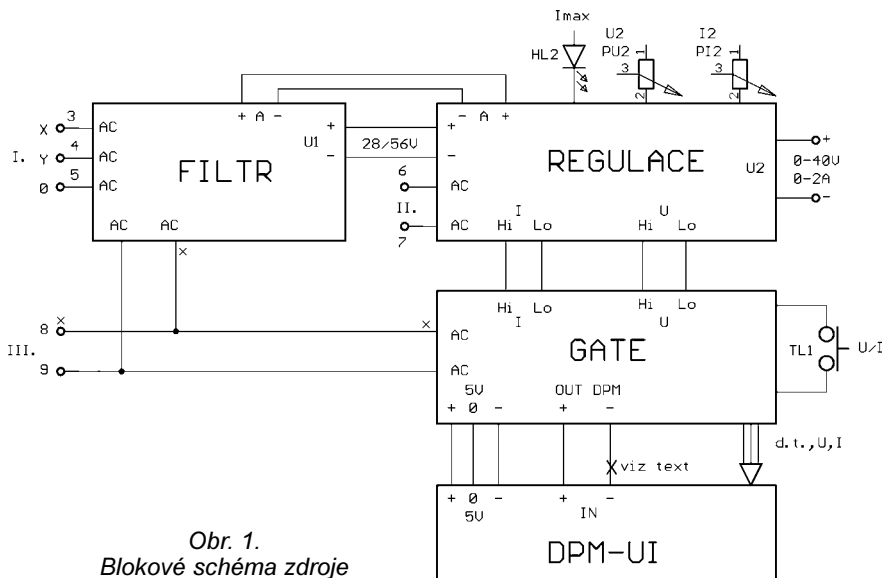 Imax
U2
I2
HL2
PU2
PI2
1
1
3
3
2
2
+ A −
− A +
X 3 AC
U1
+
28/56V
+
+
I. Y 4 AC
−
−
5
0 AC
FILTR
6
AC
REGULACE
U2
0-40V
0-2A
−
II.
AC AC
7
AC
I
U
Hi Lo
Hi Lo
x
Hi Lo
Hi Lo
I
U
8 x
x AC
III.
9
AC
GATE
TL1
U/I
5V
OUT DPM
+ 0 −
+ −
d.t.,U,I
x viz text
+ 0 −
+ −
5V
IN
DPM-UI
Obr. 1.
Blokové schéma zdroje